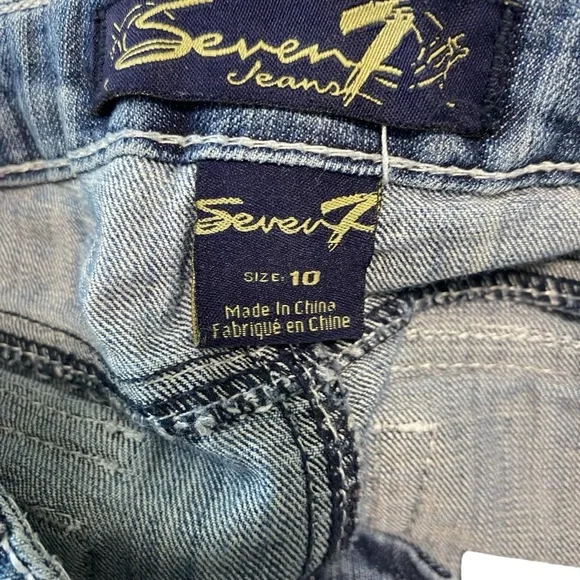 Seven7
Jeans
Seven7
SIZE: 10
Made In China
Fabriqué en Chine